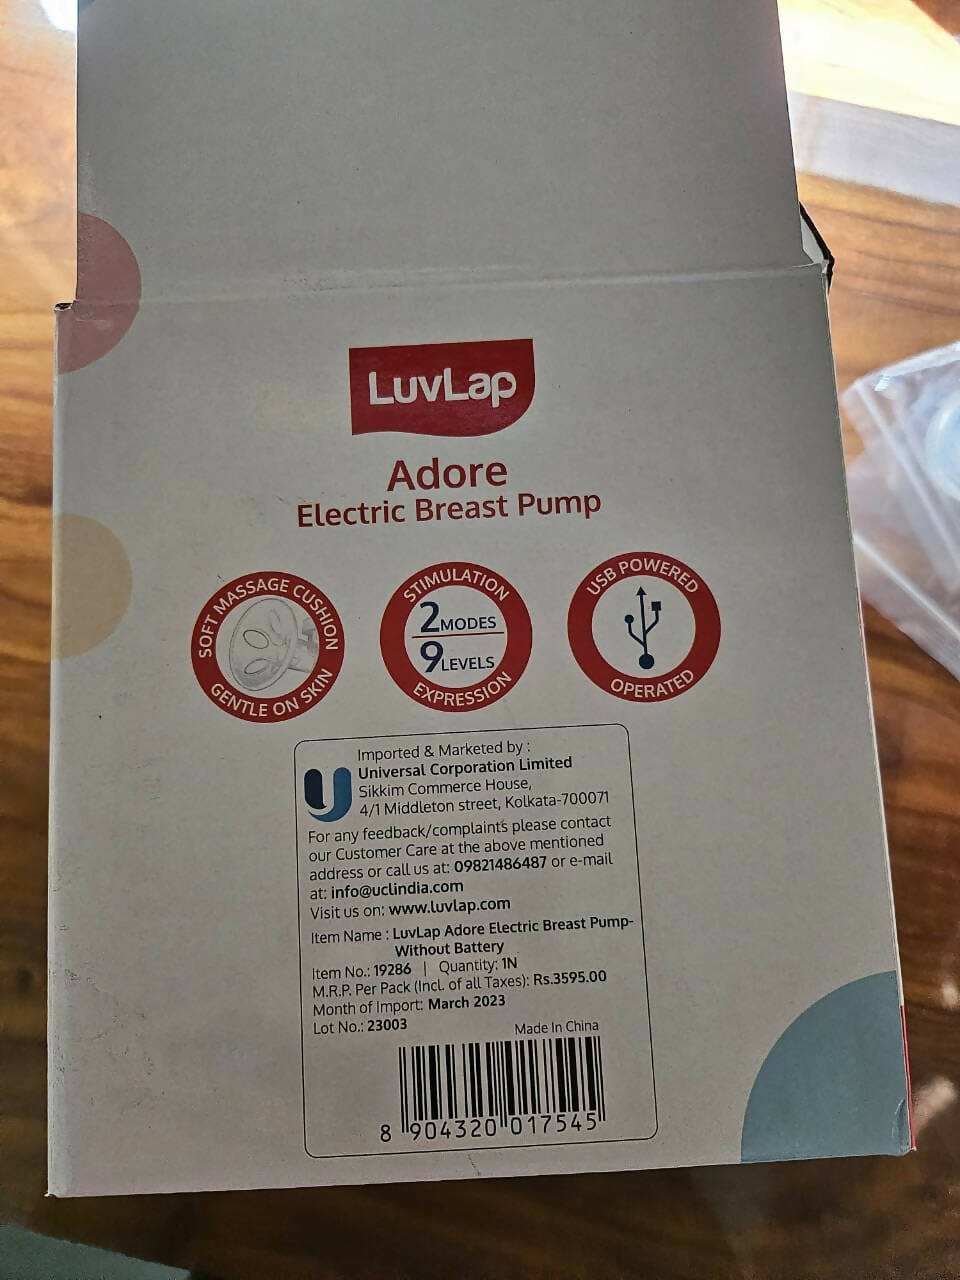 LuvLap
Adore
Electric Breast Pump
SOFT MASSAGE CUSHION
GENTLE ON SKIN
STIMULATION
2 MODES
9 LEVELS
EXPRESSION
USB POWERED
OPERATED
Imported & Marketed by :
Universal Corporation Limited
Sikkim Commerce House,
4/1 Middleton street, Kolkata-700071
For any feedback/complaints please contact
our Customer Care at the above mentioned
address or call us at: 09821486487 or e-mail
at: info@uclindia.com
Visit us on: www.luvlap.com
Item Name : LuvLap Adore Electric Breast Pump-
Without Battery
Item No.: 19286 | Quantity: 1N
M.R.P. Per Pack (Incl. of all Taxes): Rs.3595.00
Month of Import: March 2023
Lot No.: 23003
Made In China
8 904320 017545